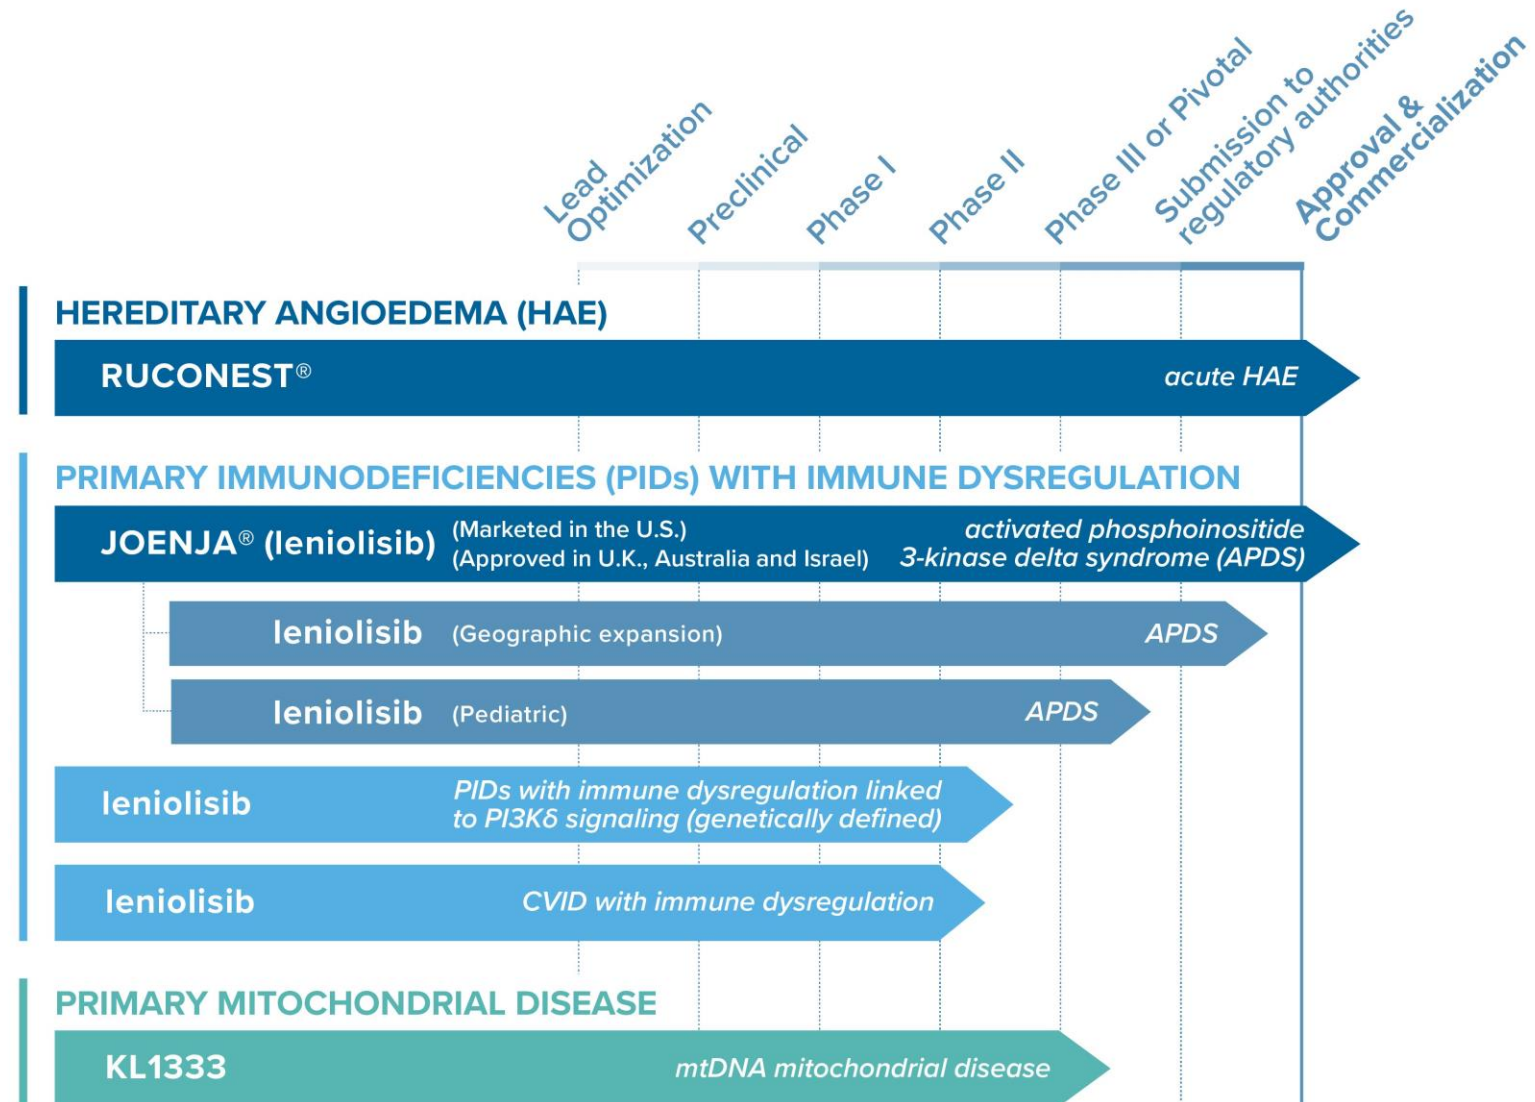 Lead
Optimization
Preclinical
Phase I
Phase II
Phase III or Pivotal
Submission to
regulatory authorities
Approval &
Commercialization
HEREDITARY ANGIOEDEMA (HAE)
RUCONEST®
acute HAE
PRIMARY IMMUNODEFICIENCIES (PIDs) WITH IMMUNE DYSREGULATION
JOENJA® (leniolisib)
(Marketed in the U.S.)
(Approved in U.K., Australia and Israel)
activated phosphoinositide
3-kinase delta syndrome (APDS)
leniolisib (Geographic expansion) APDS
leniolisib (Pediatric) APDS
leniolisib
PIDs with immune dysregulation linked
to PI3Kδ signaling (genetically defined)
leniolisib
CVID with immune dysregulation
PRIMARY MITOCHONDRIAL DISEASE
KL1333
mtDNA mitochondrial disease